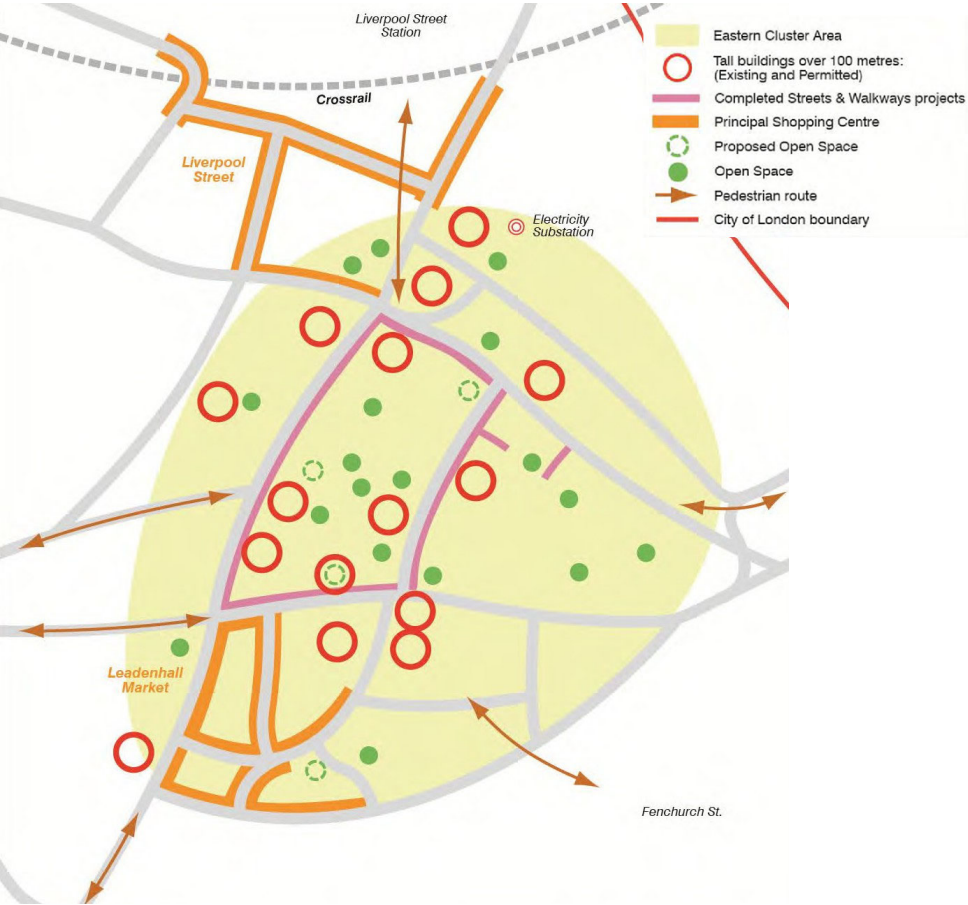 Liverpool Street
Station
Crossrail
Liverpool
Street
Electricity
Substation
Leadenhall
Market
Fenchurch St.
Eastern Cluster Area
Tall buildings over 100 metres:
(Existing and Permitted)
Completed Streets & Walkways projects
Principal Shopping Centre
Proposed Open Space
Open Space
Pedestrian route
City of London boundary